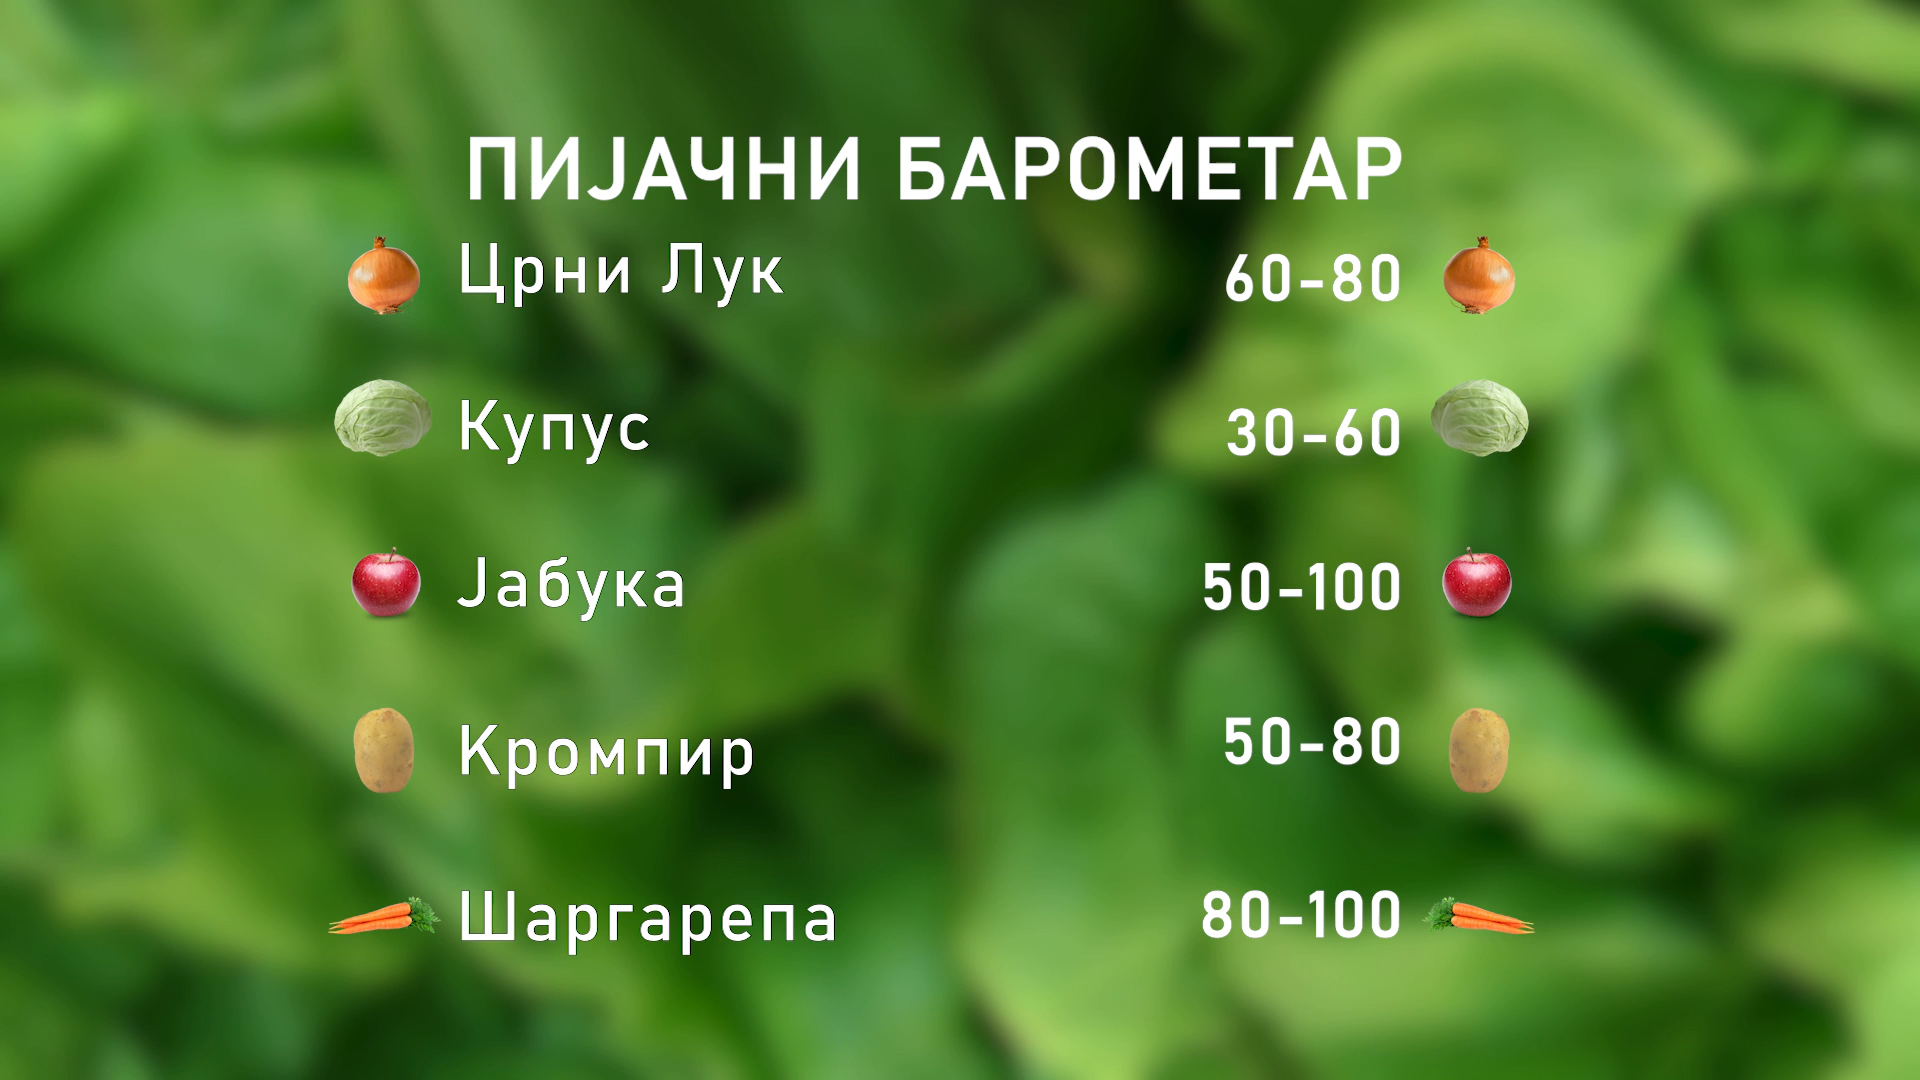 ПИЈАЧНИ БАРОМЕТАР
Црни Лук 60-80
Купус 30-60
Јабука 50-100
Кромпир 50-80
Шаргарепа 80-100